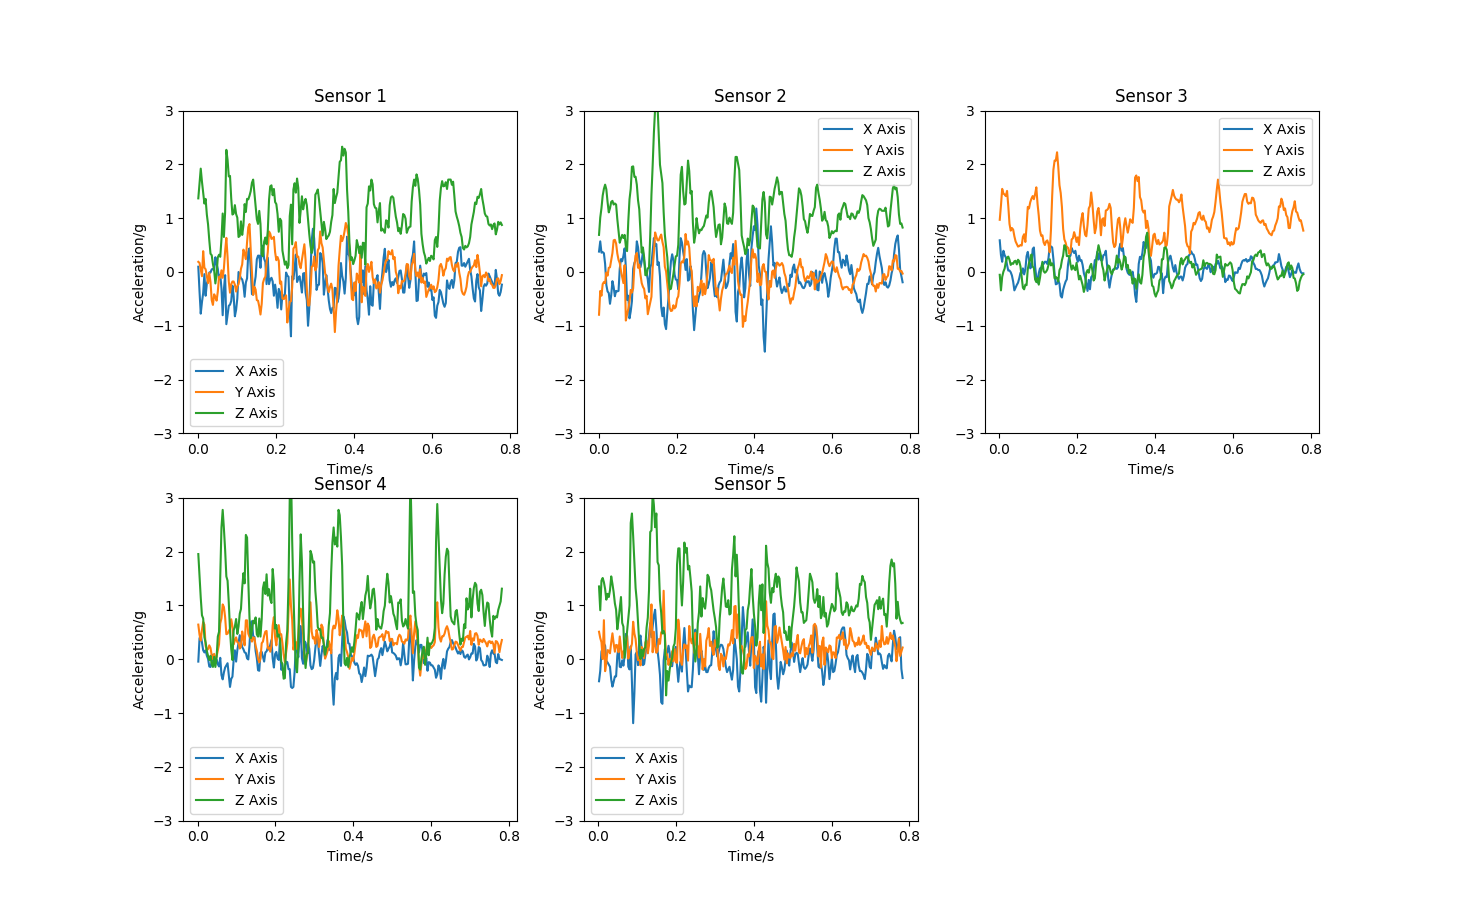 Sensor 1
3
2
1
0
−1
−2
−3
Acceleration/g
X Axis
Y Axis
Z Axis
0.0 0.2 0.4 0.6 0.8
Time/s
Sensor 2
3
2
1
0
−1
−2
−3
Acceleration/g
X Axis
Y Axis
Z Axis
0.0 0.2 0.4 0.6 0.8
Time/s
Sensor 3
3
2
1
0
−1
−2
−3
Acceleration/g
X Axis
Y Axis
Z Axis
0.0 0.2 0.4 0.6 0.8
Time/s
Sensor 4
3
2
1
0
−1
−2
−3
Acceleration/g
X Axis
Y Axis
Z Axis
0.0 0.2 0.4 0.6 0.8
Time/s
Sensor 5
3
2
1
0
−1
−2
−3
Acceleration/g
X Axis
Y Axis
Z Axis
0.0 0.2 0.4 0.6 0.8
Time/s